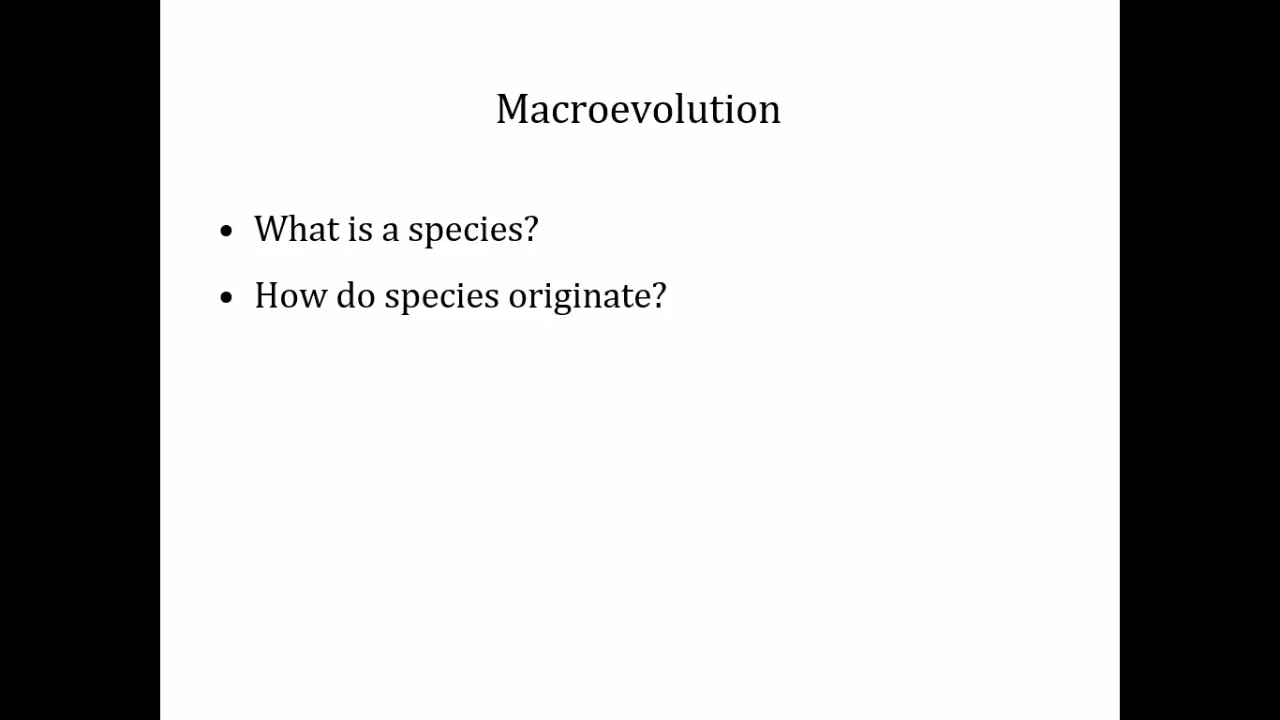 Macroevolution
• What is a species?
• How do species originate?